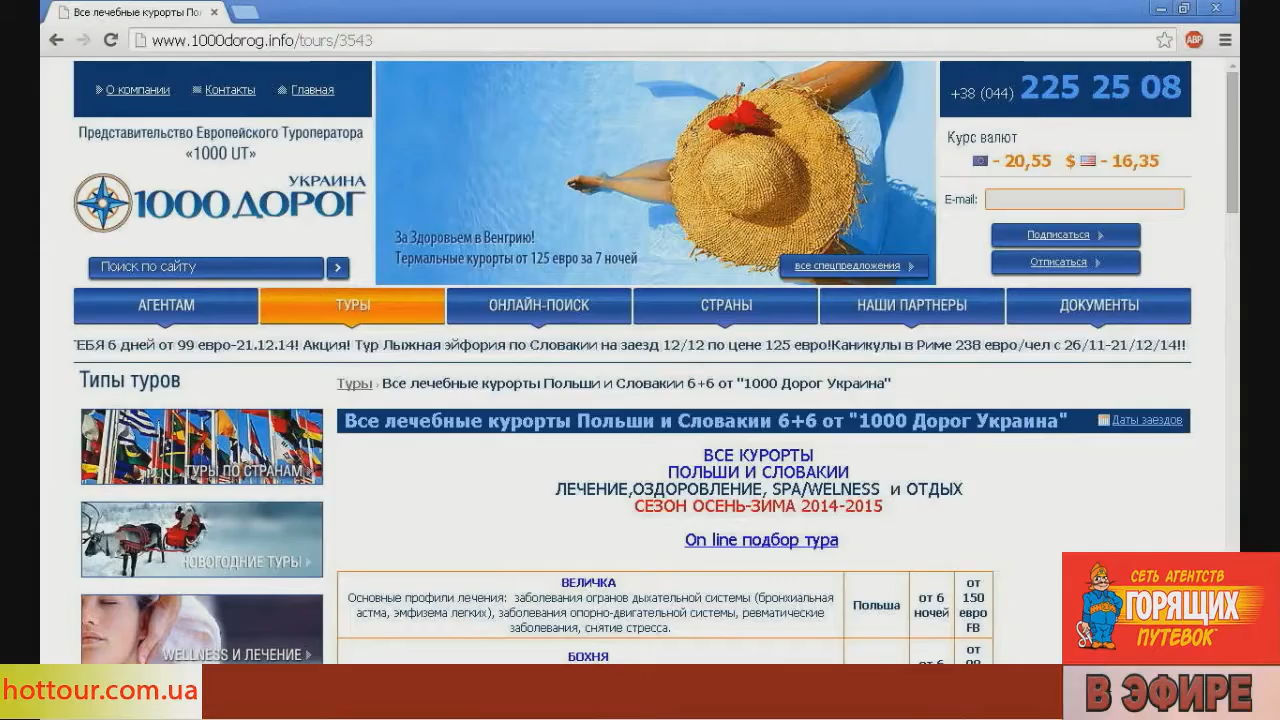 Все лечебные курорты По
www.1000dorog.info/tours/3543
ABP
О компании
Контакты
Главная
Представительство Европейского Туроператора
«1000 UT»
УКРАИНА
1000 ДОРОГ
Поиск по сайту
За Здоровьем в Венгрию!
Термальные курорты от 125 евро за 7 ночей
все спецпредложения
+38 (044) 225 25 08
Курс валют
- 20,55 $ - 16,35
E-mail:
Подписаться
Отписаться
АГЕНТАМ
ТУРЫ
ОНЛАЙН-ПОИСК
СТРАНЫ
НАШИ ПАРТНЕРЫ
ДОКУМЕНТЫ
ТЕБЯ 6 дней от 99 евро-21.12.14! Акция! Тур Лыжная эйфория по Словакии на заезд 12/12 по цене 125 евро!Каникулы в Риме 238 евро/чел с 26/11-21/12/14!!
Типы туров
ТУРЫ ПО СТРАНАМ
НОВОГОДНИЕ ТУРЫ
WELLNESS И ЛЕЧЕНИЕ
Туры › Все лечебные курорты Польши и Словакии 6+6 от "1000 Дорог Украина"
Все лечебные курорты Польши и Словакии 6+6 от "1000 Дорог Украина"
Даты заездов
ВСЕ КУРОРТЫ
ПОЛЬШИ И СЛОВАКИИ
ЛЕЧЕНИЕ,ОЗДОРОВЛЕНИЕ, SPA/WELNESS и ОТДЫХ
СЕЗОН ОСЕНЬ-ЗИМА 2014-2015
On line подбор тура
ВЕЛИЧКА
Основные профили лечения: заболевания огранов дыхательной системы (бронхиальная
астма, эмфизема легких), заболевания опорно-двигательной системы, ревматические
заболевания, снятие стресса.
Польша
от 6
ночей
от
150
евро
FB
БОХНЯ
от
СЕТЬ АГЕНТСТВ
ГОРЯЩИХ
ПУТЕВОК
hottour.com.ua
В ЭФИРЕ